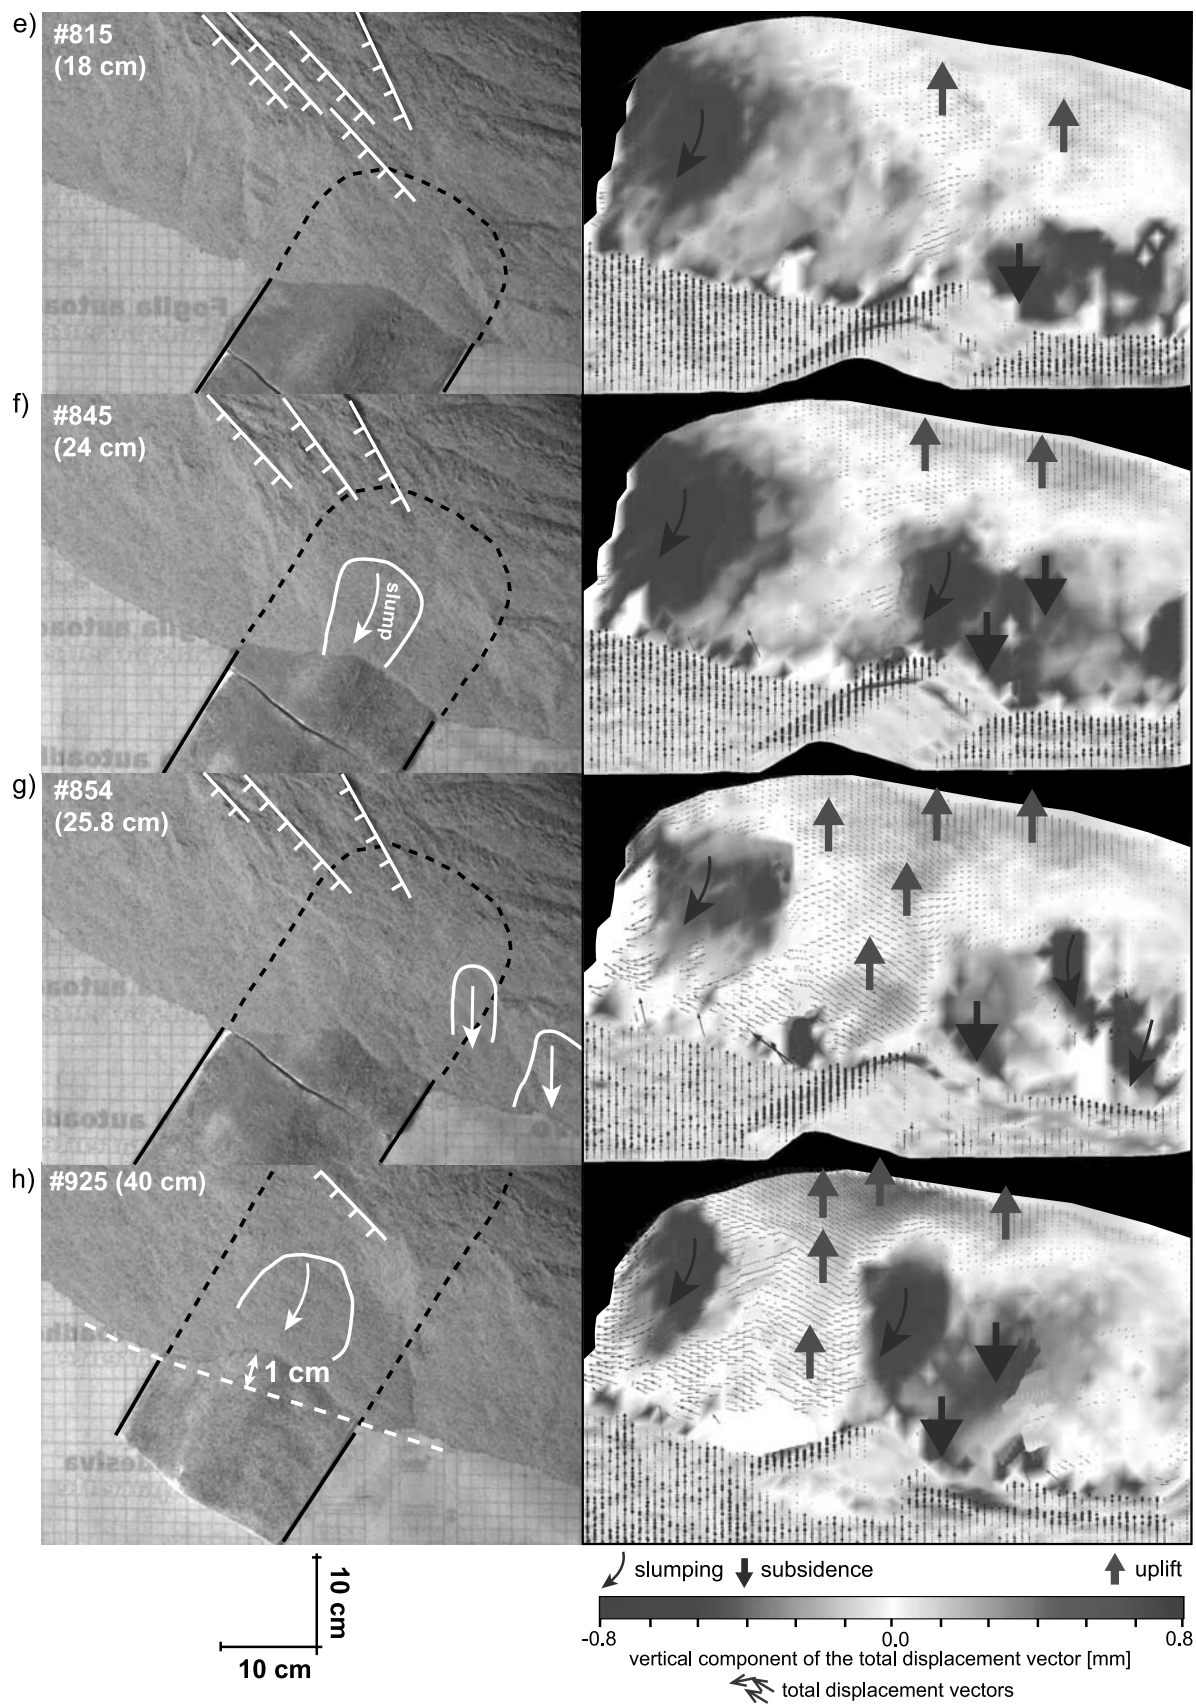 e)
#815
(18 cm)
f)
#845
(24 cm)
slump
g)
#854
(25.8 cm)
h)
#925 (40 cm)
1 cm
10 cm
10 cm
slumping
subsidence
uplift
-0.8
0.0
0.8
vertical component of the total displacement vector [mm]
total displacement vectors
Foglia autoa